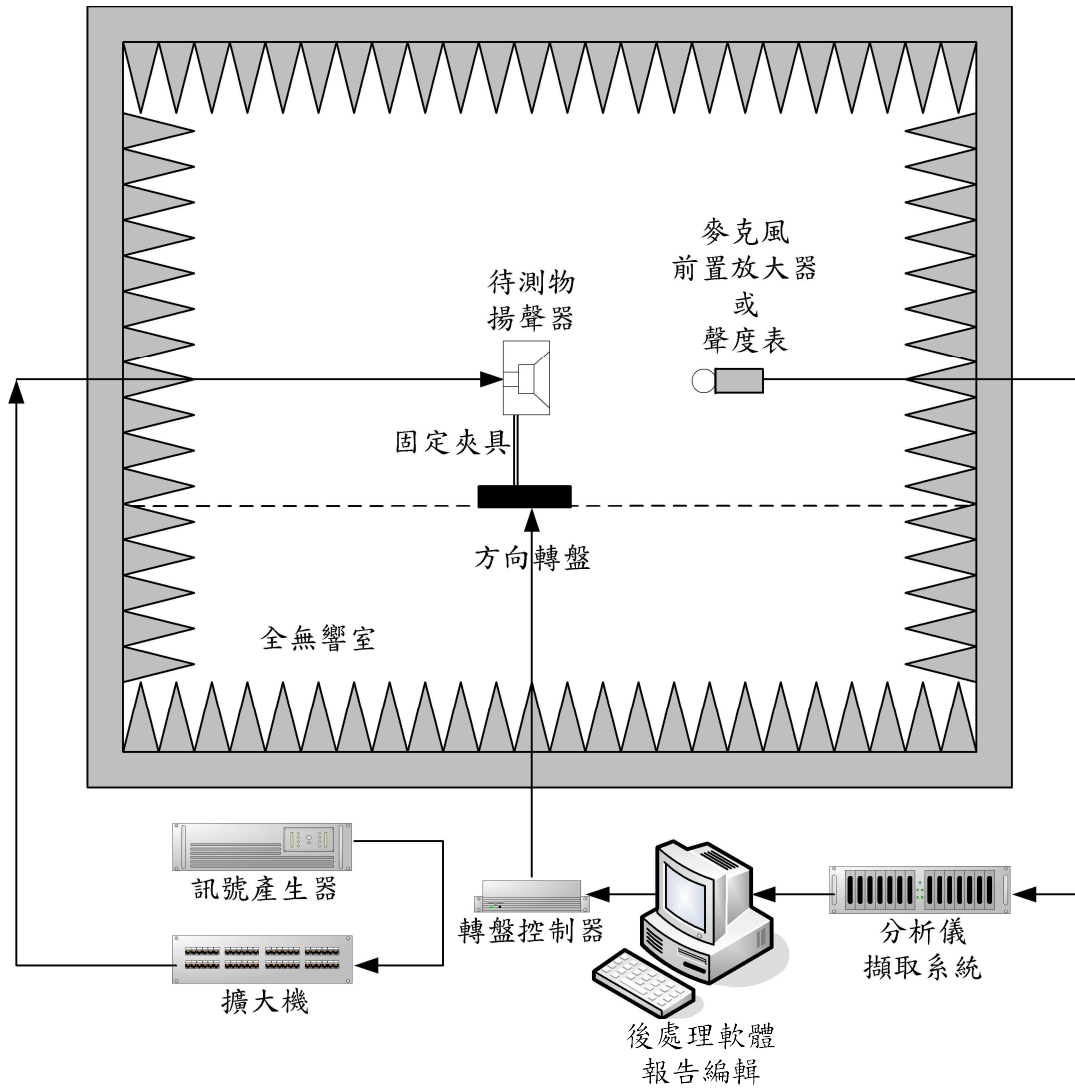 麥克風
前置放大器
或
聲度表
待測物
揚聲器
固定夾具
方向轉盤
全無響室
訊號產生器
擴大機
轉盤控制器
後處理軟體
報告編輯
分析儀
擷取系統